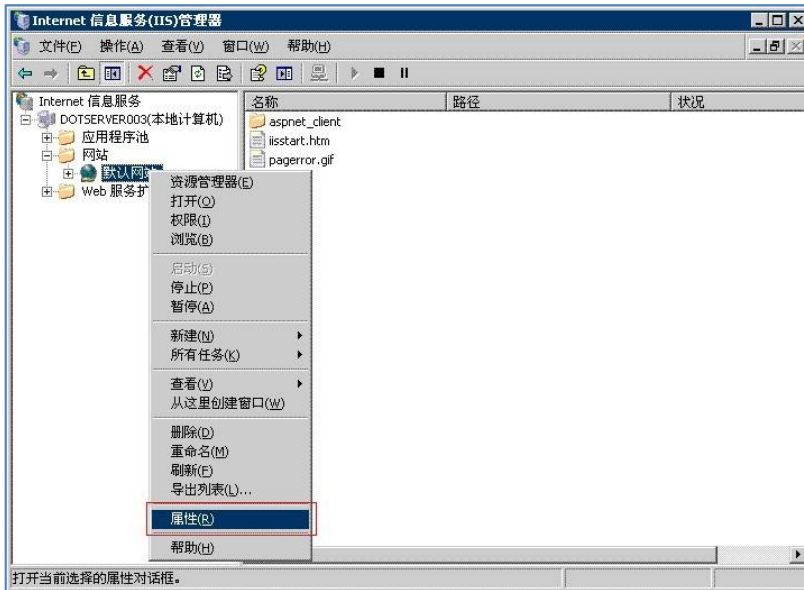 Internet 信息服务(IIS)管理器
文件(F) 操作(A) 查看(V) 窗口(W) 帮助(H)
Internet 信息服务
DOTSERVER003(本地计算机)
应用程序池
网站
默认网
Web 服务扩
名称 路径 状况
aspnet_client
iisstart.htm
pagerror.gif
资源管理器(E)
打开(O)
权限(I)
浏览(B)
启动(S)
停止(P)
暂停(A)
新建(N)
所有任务(K)
查看(V)
从这里创建窗口(W)
删除(D)
重命名(M)
刷新(F)
导出列表(L)...
属性(R)
帮助(H)
打开当前选择的属性对话框。